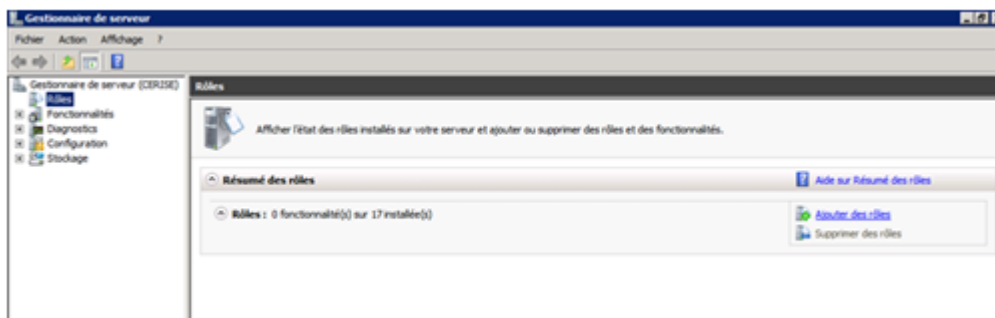 Gestionnaire de serveur
Fichier Action Affichage ?
Gestionnaire de serveur (CERISE)
Rôles
Fonctionnalités
Diagnostics
Configuration
Stockage
Rôles
Afficher l'état des rôles installés sur votre serveur et ajouter ou supprimer des rôles et des fonctionnalités.
Résumé des rôles
Aide sur Résumé des rôles
Rôles : 0 fonctionnalité(s) sur 17 installée(s)
Ajouter des rôles
Supprimer des rôles